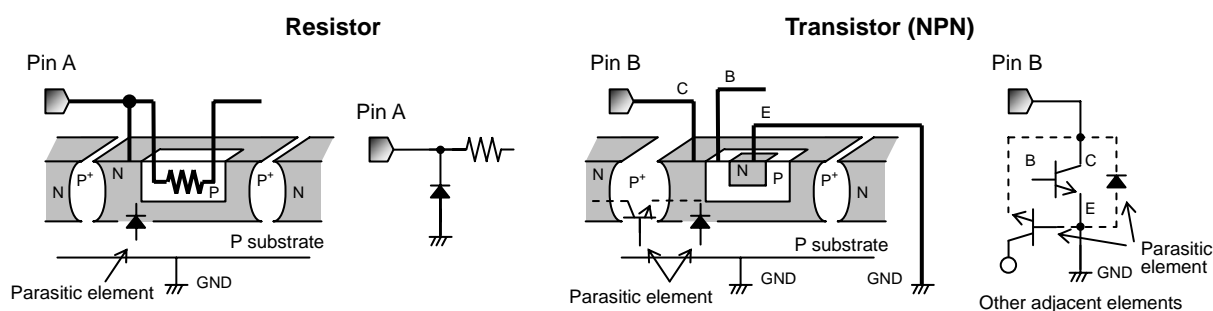 Resistor
Transistor (NPN)
Pin A
Pin A
N
P+
N
P
P+
N
P substrate
GND
Parasitic element
Pin B
C
B
E
N
P+
N
P
P+
N
P substrate
GND
GND
Parasitic element
Pin B
B
C
E
GND
Parasitic
element
Other adjacent elements